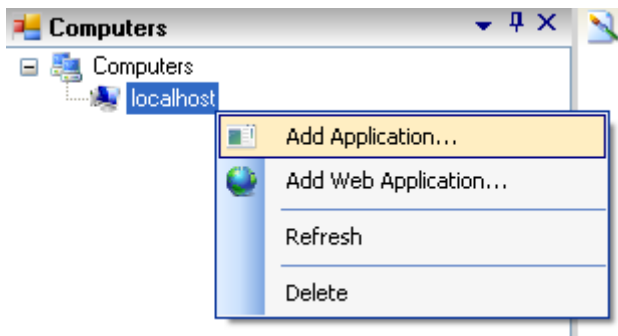 Computers
Computers
localhost
Add Application...
Add Web Application...
Refresh
Delete